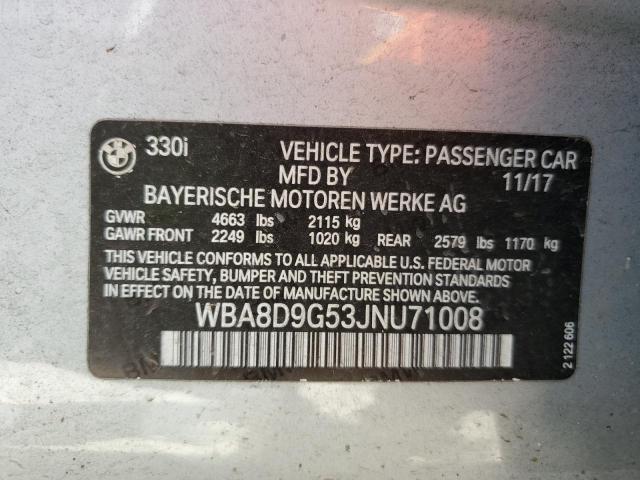 BMW
330i VEHICLE TYPE: PASSENGER CAR
MFD BY 11/17
BAYERISCHE MOTOREN WERKE AG
GVWR 4663 lbs 2115 kg
GAWR FRONT 2249 lbs 1020 kg REAR 2579 lbs 1170 kg
THIS VEHICLE CONFORMS TO ALL APPLICABLE U.S. FEDERAL MOTOR
VEHICLE SAFETY, BUMPER AND THEFT PREVENTION STANDARDS
IN EFFECT ON THE DATE OF MANUFACTURE SHOWN ABOVE.
WBA8D9G53JNU71008
2 122 606